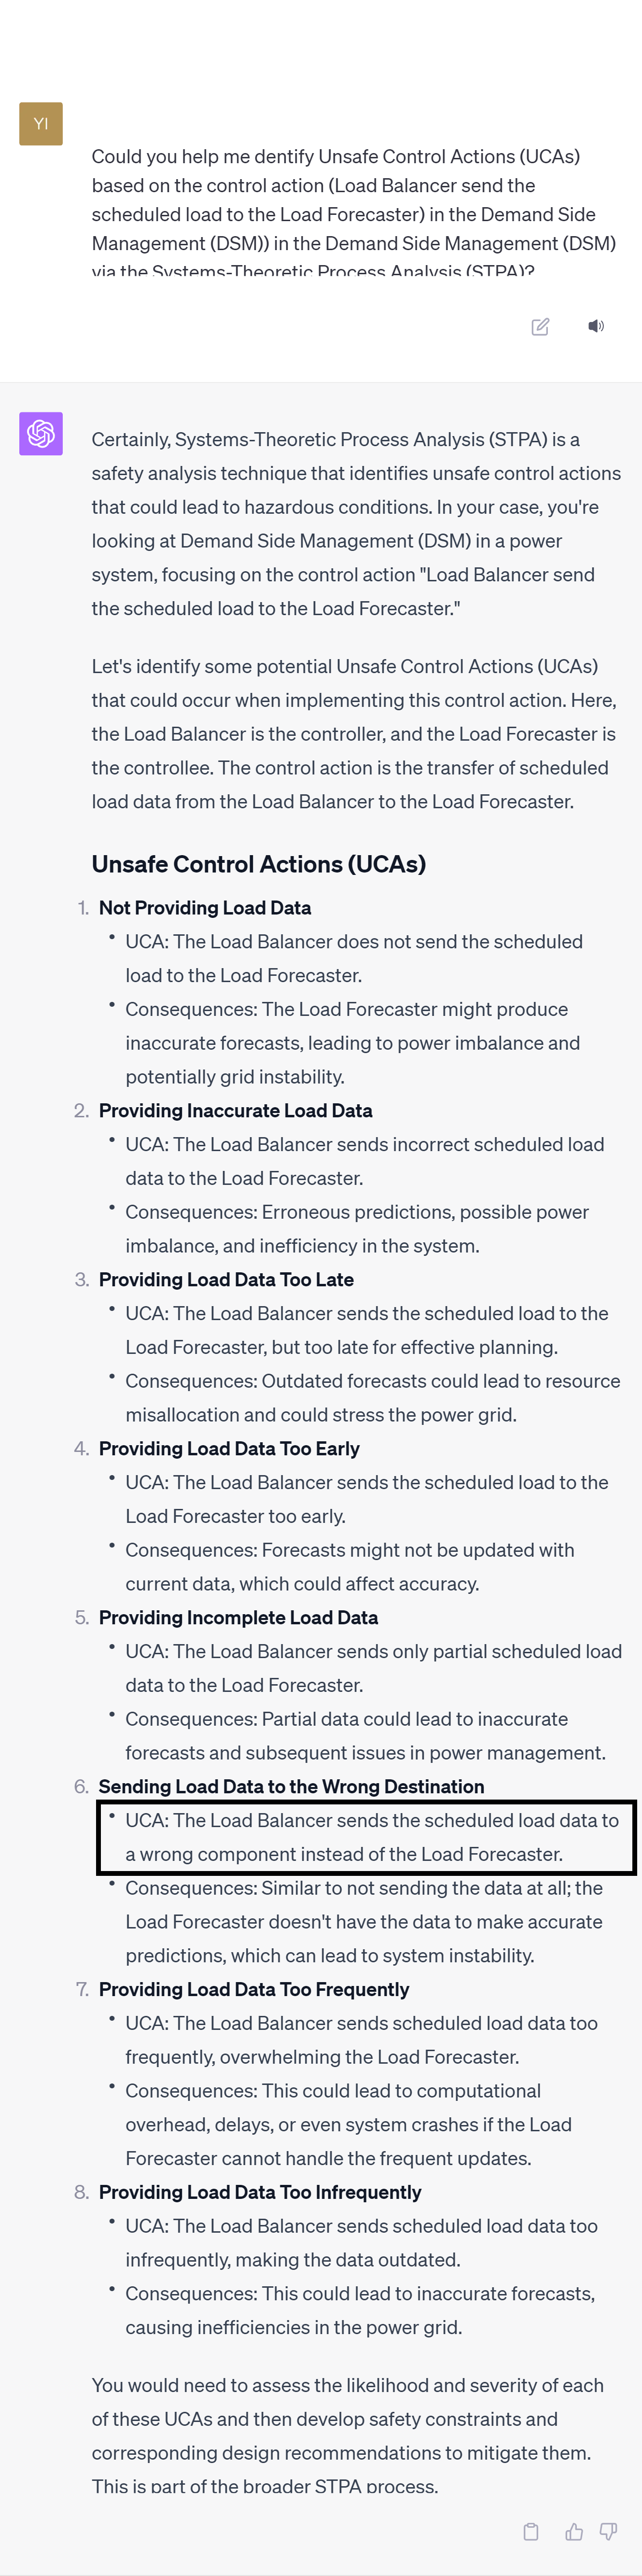 YI
Could you help me dentify Unsafe Control Actions (UCAs)
based on the control action (Load Balancer send the
scheduled load to the Load Forecaster) in the Demand Side
Management (DSM)) in the Demand Side Management (DSM)
via the Systems-Theoretic Process Analysis (STPA)?
Certainly, Systems-Theoretic Process Analysis (STPA) is a
safety analysis technique that identifies unsafe control actions
that could lead to hazardous conditions. In your case, you're
looking at Demand Side Management (DSM) in a power
system, focusing on the control action "Load Balancer send
the scheduled load to the Load Forecaster."
Let's identify some potential Unsafe Control Actions (UCAs)
that could occur when implementing this control action. Here,
the Load Balancer is the controller, and the Load Forecaster is
the controllee. The control action is the transfer of scheduled
load data from the Load Balancer to the Load Forecaster.
Unsafe Control Actions (UCAs)
1. Not Providing Load Data
• UCA: The Load Balancer does not send the scheduled
load to the Load Forecaster.
• Consequences: The Load Forecaster might produce
inaccurate forecasts, leading to power imbalance and
potentially grid instability.
2. Providing Inaccurate Load Data
• UCA: The Load Balancer sends incorrect scheduled load
data to the Load Forecaster.
• Consequences: Erroneous predictions, possible power
imbalance, and inefficiency in the system.
3. Providing Load Data Too Late
• UCA: The Load Balancer sends the scheduled load to the
Load Forecaster, but too late for effective planning.
• Consequences: Outdated forecasts could lead to resource
misallocation and could stress the power grid.
4. Providing Load Data Too Early
• UCA: The Load Balancer sends the scheduled load to the
Load Forecaster too early.
• Consequences: Forecasts might not be updated with
current data, which could affect accuracy.
5. Providing Incomplete Load Data
• UCA: The Load Balancer sends only partial scheduled load
data to the Load Forecaster.
• Consequences: Partial data could lead to inaccurate
forecasts and subsequent issues in power management.
6. Sending Load Data to the Wrong Destination
• UCA: The Load Balancer sends the scheduled load data to
a wrong component instead of the Load Forecaster.
• Consequences: Similar to not sending the data at all; the
Load Forecaster doesn't have the data to make accurate
predictions, which can lead to system instability.
7. Providing Load Data Too Frequently
• UCA: The Load Balancer sends scheduled load data too
frequently, overwhelming the Load Forecaster.
• Consequences: This could lead to computational
overhead, delays, or even system crashes if the Load
Forecaster cannot handle the frequent updates.
8. Providing Load Data Too Infrequently
• UCA: The Load Balancer sends scheduled load data too
infrequently, making the data outdated.
• Consequences: This could lead to inaccurate forecasts,
causing inefficiencies in the power grid.
You would need to assess the likelihood and severity of each
of these UCAs and then develop safety constraints and
corresponding design recommendations to mitigate them.
This is part of the broader STPA process.